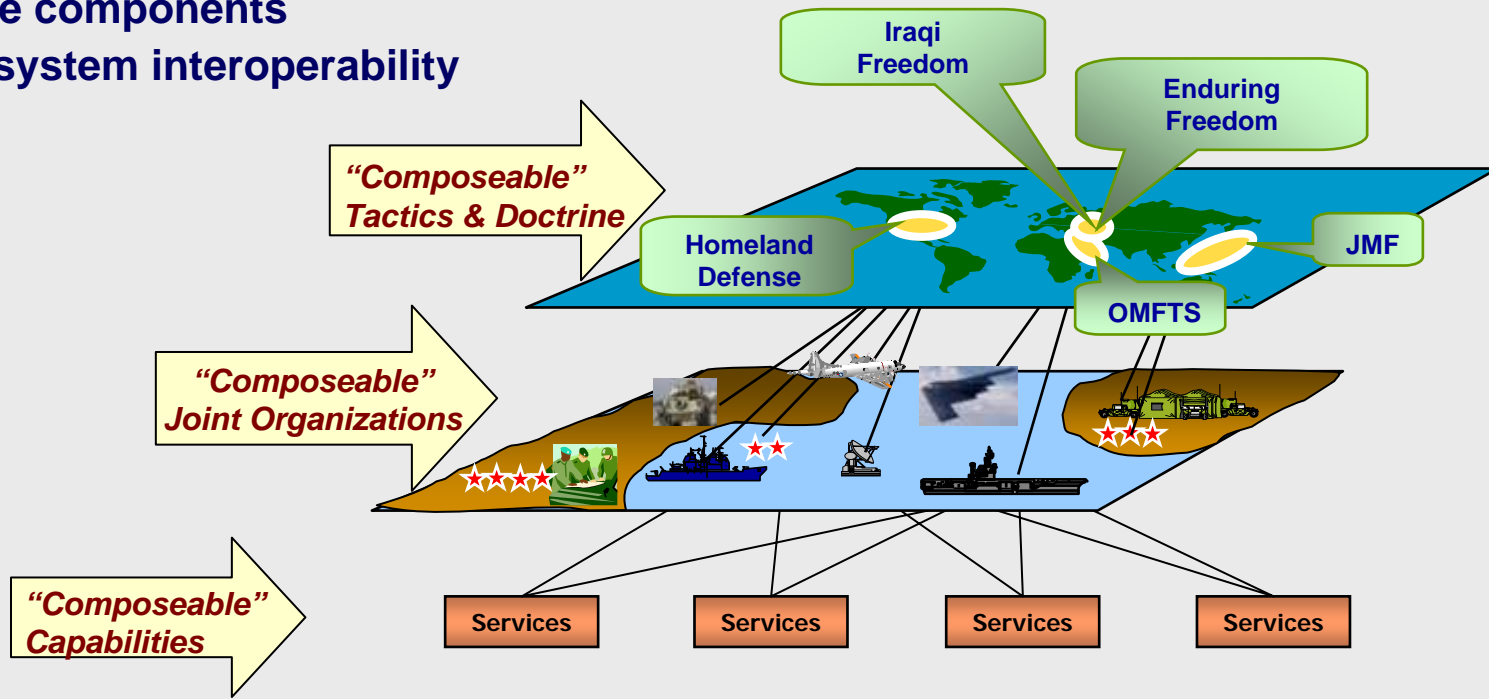 e components
system interoperability
Iraqi
Freedom
Enduring
Freedom
“Composeable”
Tactics & Doctrine
Homeland
Defense
JMF
OMFTS
“Composeable”
Joint Organizations
“Composeable”
Capabilities
Services
Services
Services
Services